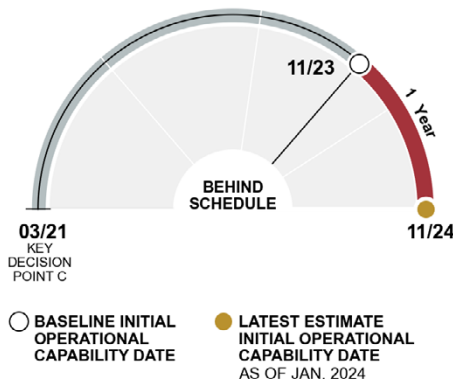 11/23
1 Year
BEHIND
SCHEDULE
03/21
KEY
DECISION
POINT C
11/24
BASELINE INITIAL
OPERATIONAL
CAPABILITY DATE
LATEST ESTIMATE
INITIAL OPERATIONAL
CAPABILITY DATE
AS OF JAN. 2024